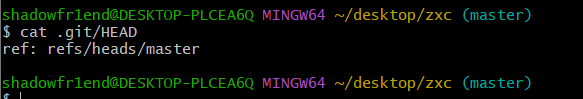 shadowfr1end@DESKTOP-PLCEA6Q MINGW64 ~/desktop/zxc (master)
$ cat .git/HEAD
ref: refs/heads/master
shadowfr1end@DESKTOP-PLCEA6Q MINGW64 ~/desktop/zxc (master)
$